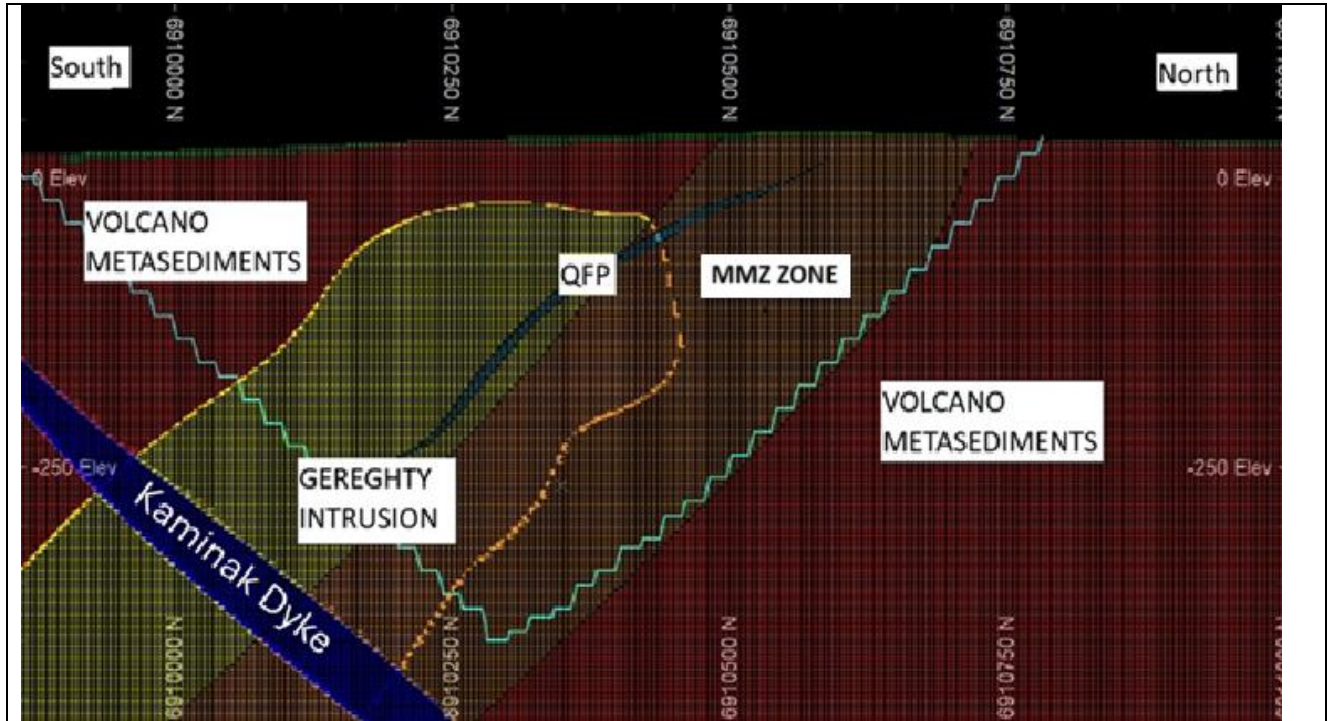 6910000 N
6910250 N
6910500 N
6910750 N
South
North
0 Elev
0 Elev
VOLCANO
METASEDIMENTS
QFP
MMZ ZONE
VOLCANO
METASEDIMENTS
-250 Elev
-250 Elev
GEREGHTY
INTRUSION
Kaminak Dyke
6910000 N
6910250 N
6910500 N
6910750 N